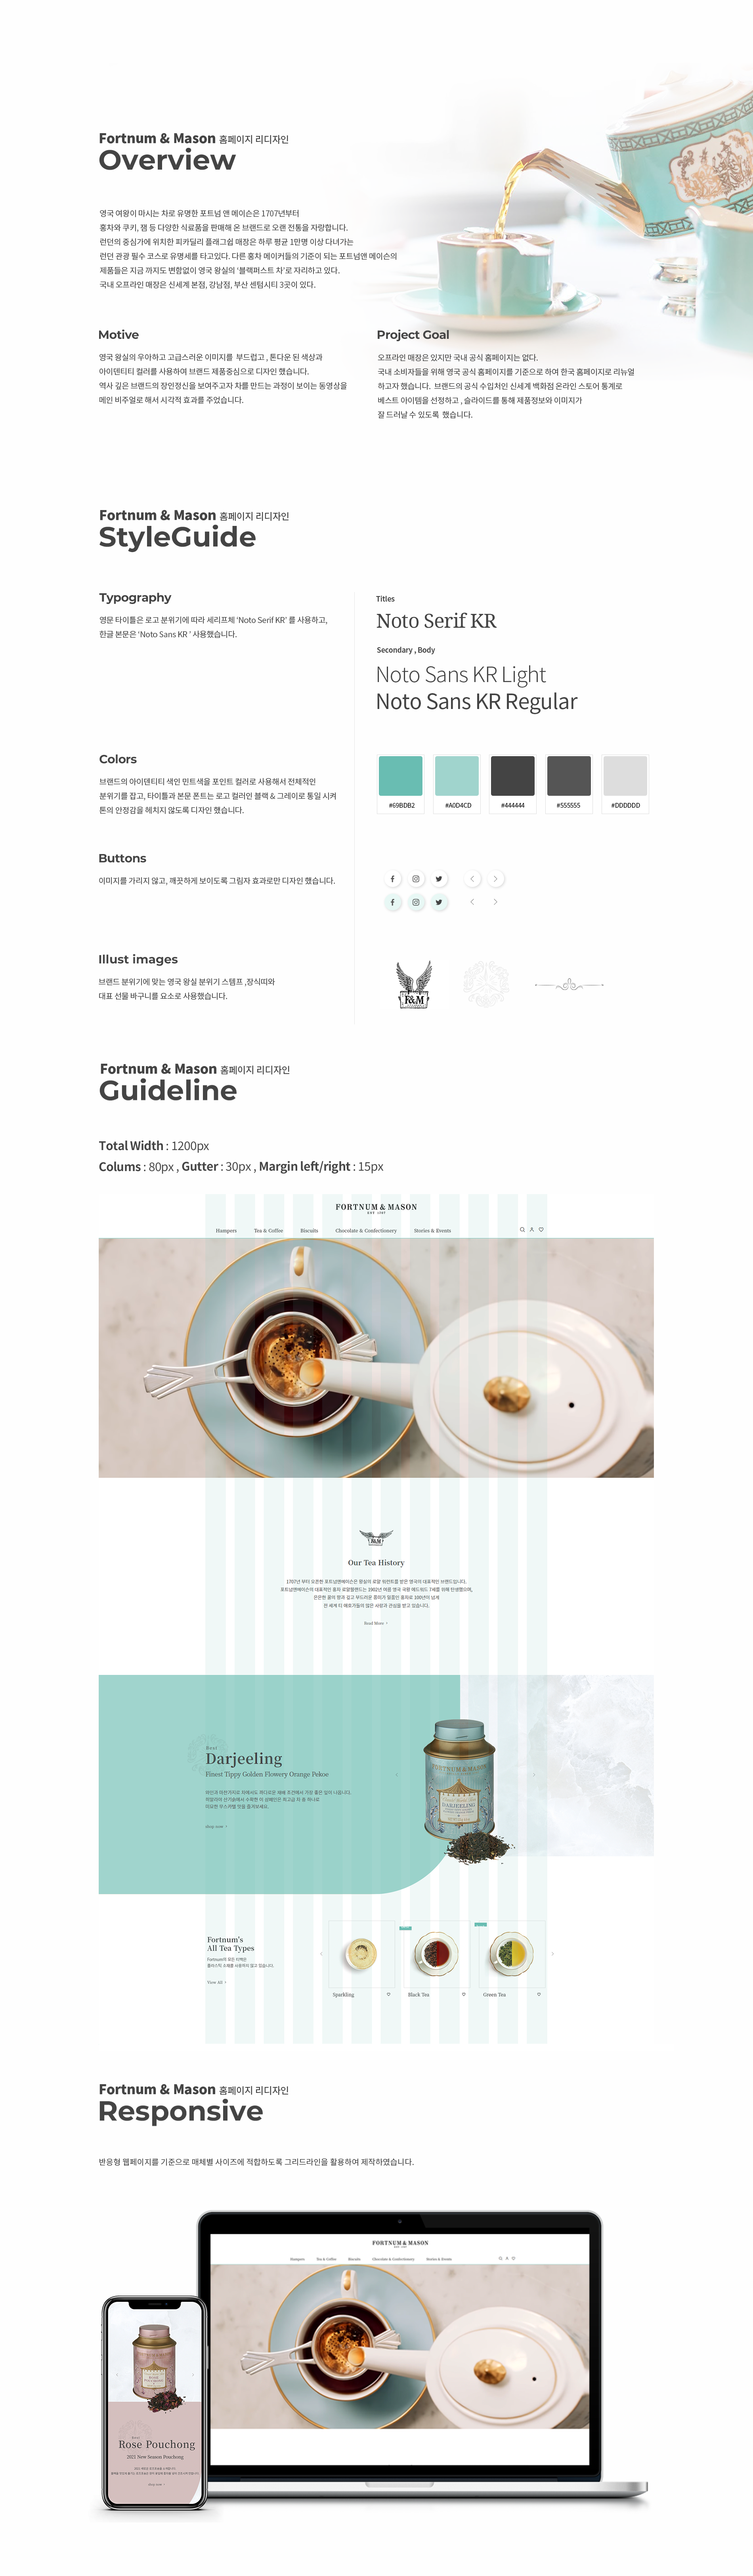 Fortnum & Mason 홈페이지 리디자인
Overview
영국 여왕이 마시는 차로 유명한 포트넘 앤 메이슨은 1707년부터
홍차와 쿠키, 잼 등 다양한 식료품을 판매해 온 브랜드로 오랜 전통을 자랑합니다.
런던의 중심가에 위치한 피카딜리 플래그쉽 매장은 하루 평균 1만명 이상 다녀가는
런던 관광 필수 코스로 유명세를 타고있다. 다른 홍차 메이커들의 기준이 되는 포트넘앤 메이슨의
제품들은 지금 까지도 변함없이 영국 왕실의 '블랙퍼스트 차'로 자리하고 있다.
국내 오프라인 매장은 신세계 본점, 강남점, 부산 센텀시티 3곳이 있다.
Motive
영국 왕실의 우아하고 고급스러운 이미지를 부드럽고 , 톤다운 된 색상과
아이덴티티 컬러를 사용하여 브랜드 제품중심으로 디자인 했습니다.
역사 깊은 브랜드의 장인정신을 보여주고자 차를 만드는 과정이 보이는 동영상을
메인 비주얼로 해서 시각적 효과를 주었습니다.
Project Goal
오프라인 매장은 있지만 국내 공식 홈페이지는 없다.
국내 소비자들을 위해 영국 공식 홈페이지를 기준으로 하여 한국 홈페이지로 리뉴얼
하고자 했습니다. 브랜드의 공식 수입처인 신세계 백화점 온라인 스토어 통계로
베스트 아이템을 선정하고 , 슬라이드를 통해 제품정보와 이미지가
잘 드러날 수 있도록 했습니다.
Fortnum & Mason 홈페이지 리디자인
StyleGuide
Typography
영문 타이틀은 로고 분위기에 따라 세리프체 'Noto Serif KR' 를 사용하고,
한글 본문은 'Noto Sans KR ' 사용했습니다.
Titles
Noto Serif KR
Secondary , Body
Noto Sans KR Light
Noto Sans KR Regular
Colors
브랜드의 아이덴티티 색인 민트색을 포인트 컬러로 사용해서 전체적인
분위기를 잡고, 타이틀과 본문 폰트는 로고 컬러인 블랙 & 그레이로 통일 시켜
톤의 안정감을 헤치지 않도록 디자인 했습니다.
#69BDB2
#A0D4CD
#444444
#555555
#DDDDDD
Buttons
이미지를 가리지 않고, 깨끗하게 보이도록 그림자 효과로만 디자인 했습니다.
Illust images
브랜드 분위기에 맞는 영국 왕실 분위기 스템프 ,장식띠와
대표 선물 바구니를 요소로 사용했습니다.
F&M
Fortnum & Mason 홈페이지 리디자인
Guideline
Total Width : 1200px
Colums : 80px , Gutter : 30px , Margin left/right : 15px
FORTNUM & MASON
EST 1707
Hampers
Tea & Coffee
Biscuits
Chocolate & Confectionery
Stories & Events
F&M
Our Tea History
Read More
Best
Darjeeling
Finest Tippy Golden Flowery Orange Pekoe
shop now
FORTNUM & MASON
DARJEELING
Fortnum's
All Tea Types
View All
Sparkling
Black Tea
Green Tea
Fortnum & Mason 홈페이지 리디자인
Responsive
반응형 웹페이지를 기준으로 매체별 사이즈에 적합하도록 그리드라인을 활용하여 제작하였습니다.
FORTNUM & MASON
EST 1707
Hampers
Tea & Coffee
Biscuits
Chocolate & Confectionery
Stories & Events
Best
Rose Pouchong
2021 New Season Pouchong
shop now